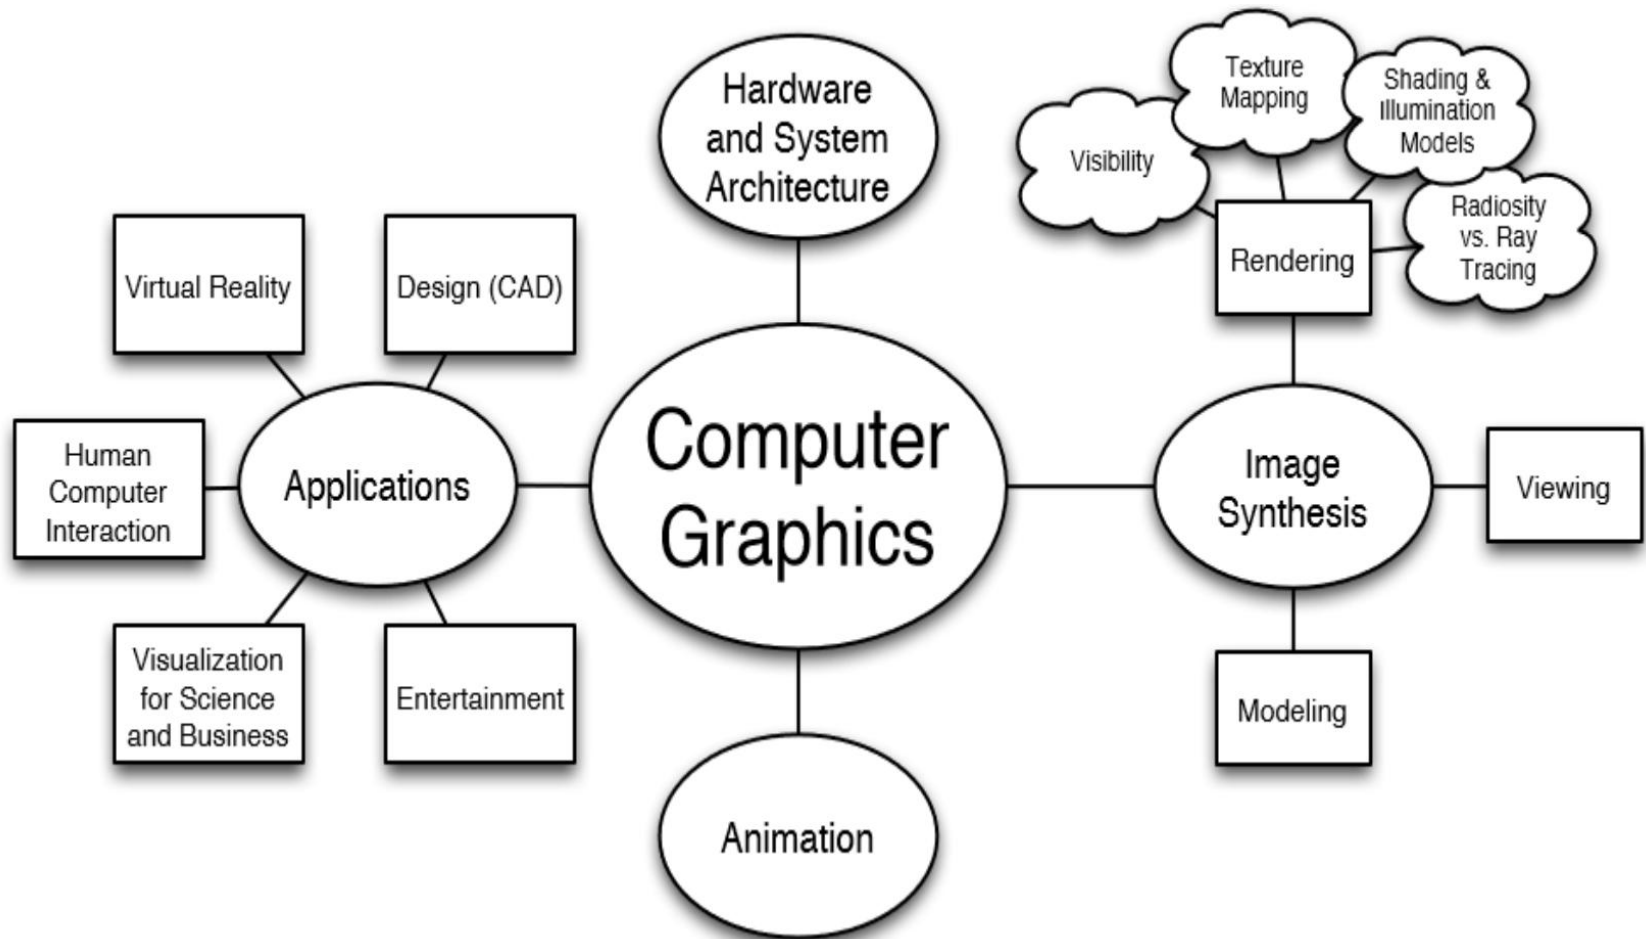 Hardware
and System
Architecture
Texture
Mapping
Shading &
Illumination
Models
Visibility
Radiosity
vs. Ray
Tracing
Rendering
Virtual Reality
Design (CAD)
Human
Computer
Interaction
Applications
Computer
Graphics
Image
Synthesis
Viewing
Visualization
for Science
and Business
Entertainment
Modeling
Animation